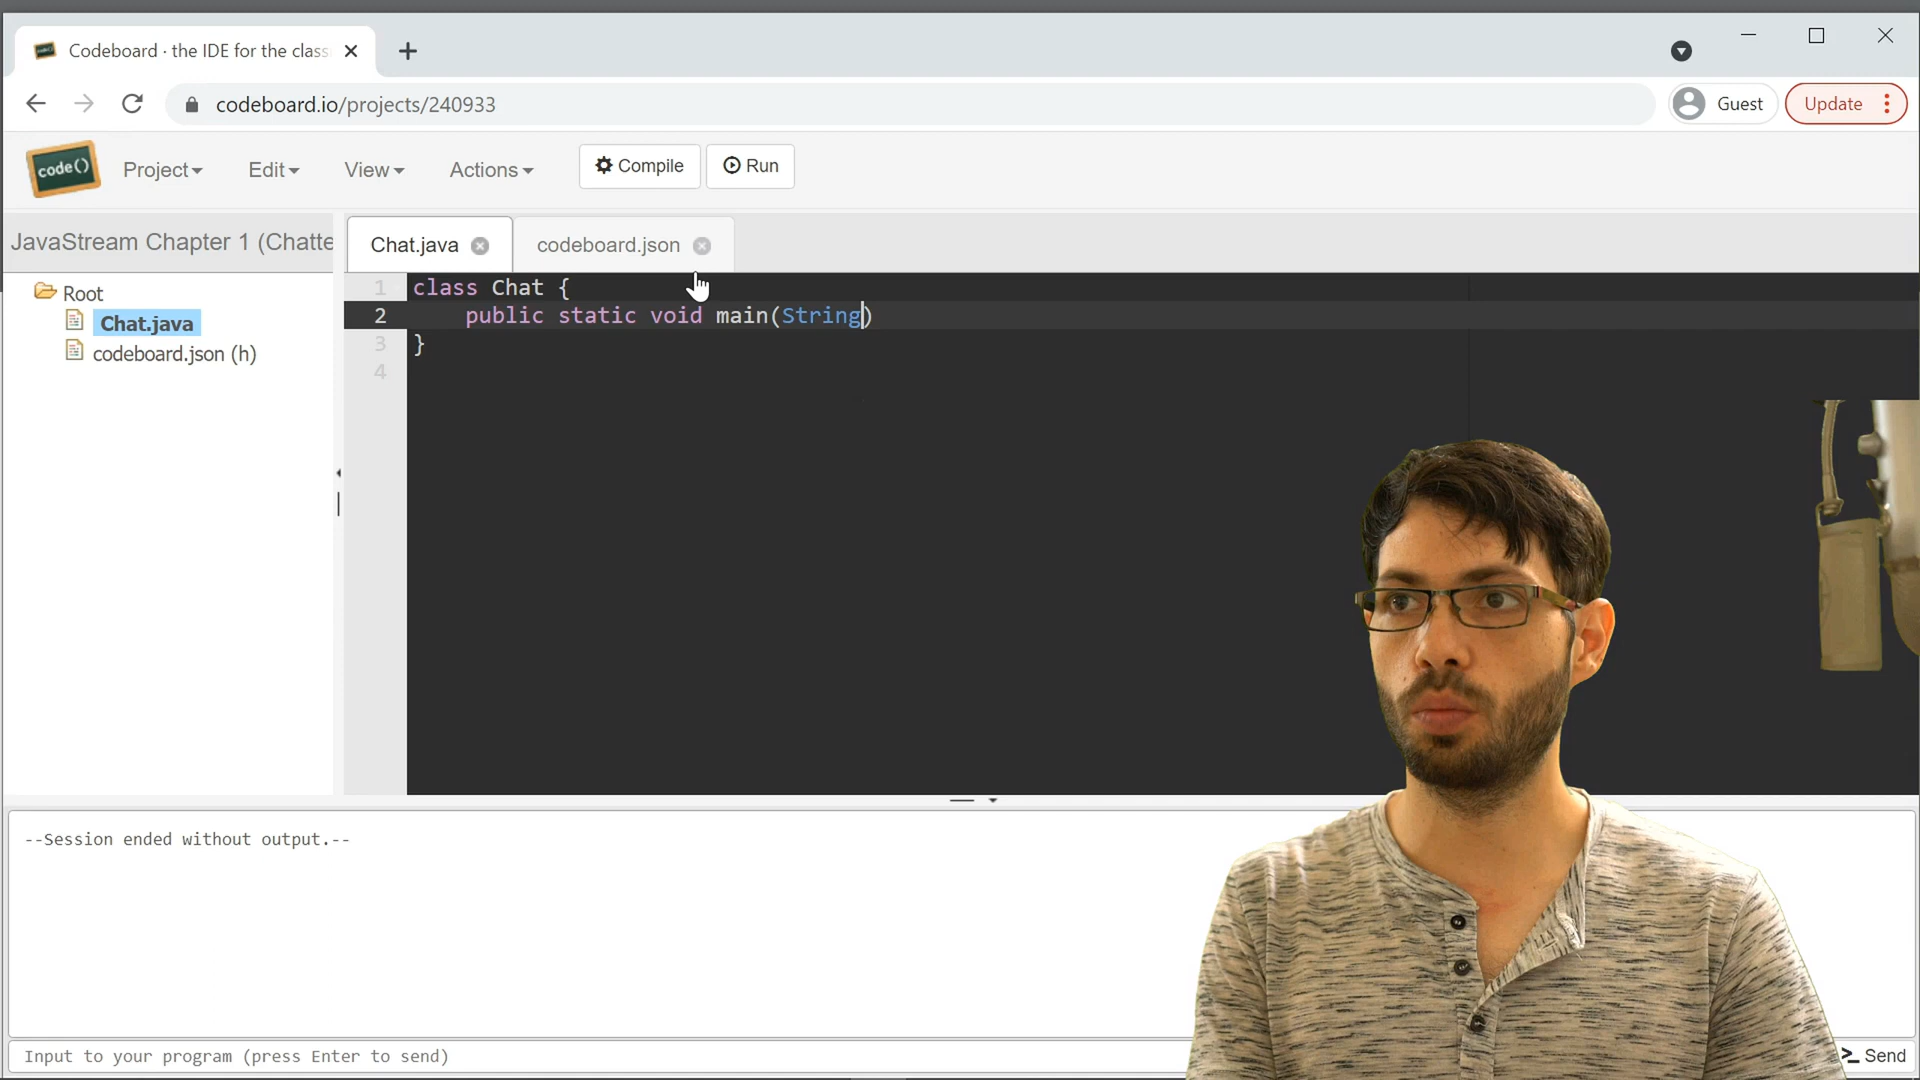 Codeboard · the IDE for the class
codeboard.io/projects/240933
Guest
Update
code()
Project
Edit
View
Actions
Compile
Run
JavaStream Chapter 1 (Chatte
Chat.java
codeboard.json
Root
Chat.java
codeboard.json (h)
1 class Chat {
2 public static void main(String)
3 }
4
--Session ended without output.--
Input to your program (press Enter to send)
Send